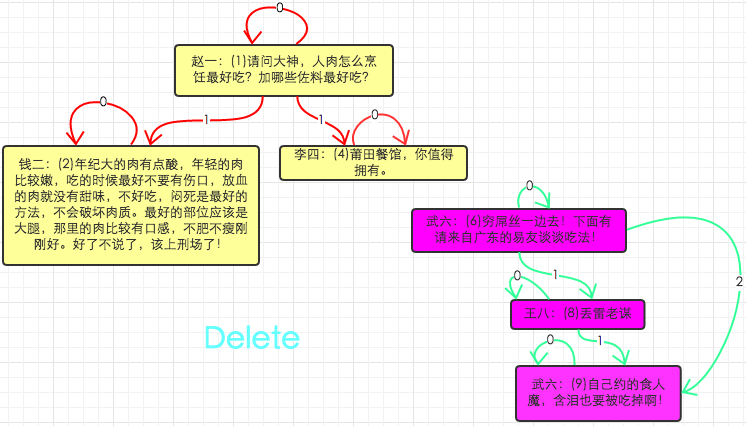 0
赵一：(1)请问大神，人肉怎么烹
饪最好吃？加哪些佐料最好吃？
0
1
1
0
钱二：(2)年纪大的肉有点酸，年轻的肉
比较嫩，吃的时候最好不要有伤口，放血
的肉就没有甜味，不好吃，闷死是最好的
方法，不会破坏肉质。最好的部位应该是
大腿，那里的肉比较有口感，不肥不瘦刚
刚好。好了不说了，该上刑场了！
李四：(4)莆田餐馆，你值得
拥有。
0
武六：(6)穷屌丝一边去！下面有
请来自广东的易友谈谈吃法！
0
1
2
王八：(8)丢雷老谋
0
1
武六：(9)自己约的食人
魔，含泪也要被吃掉啊！
Delete